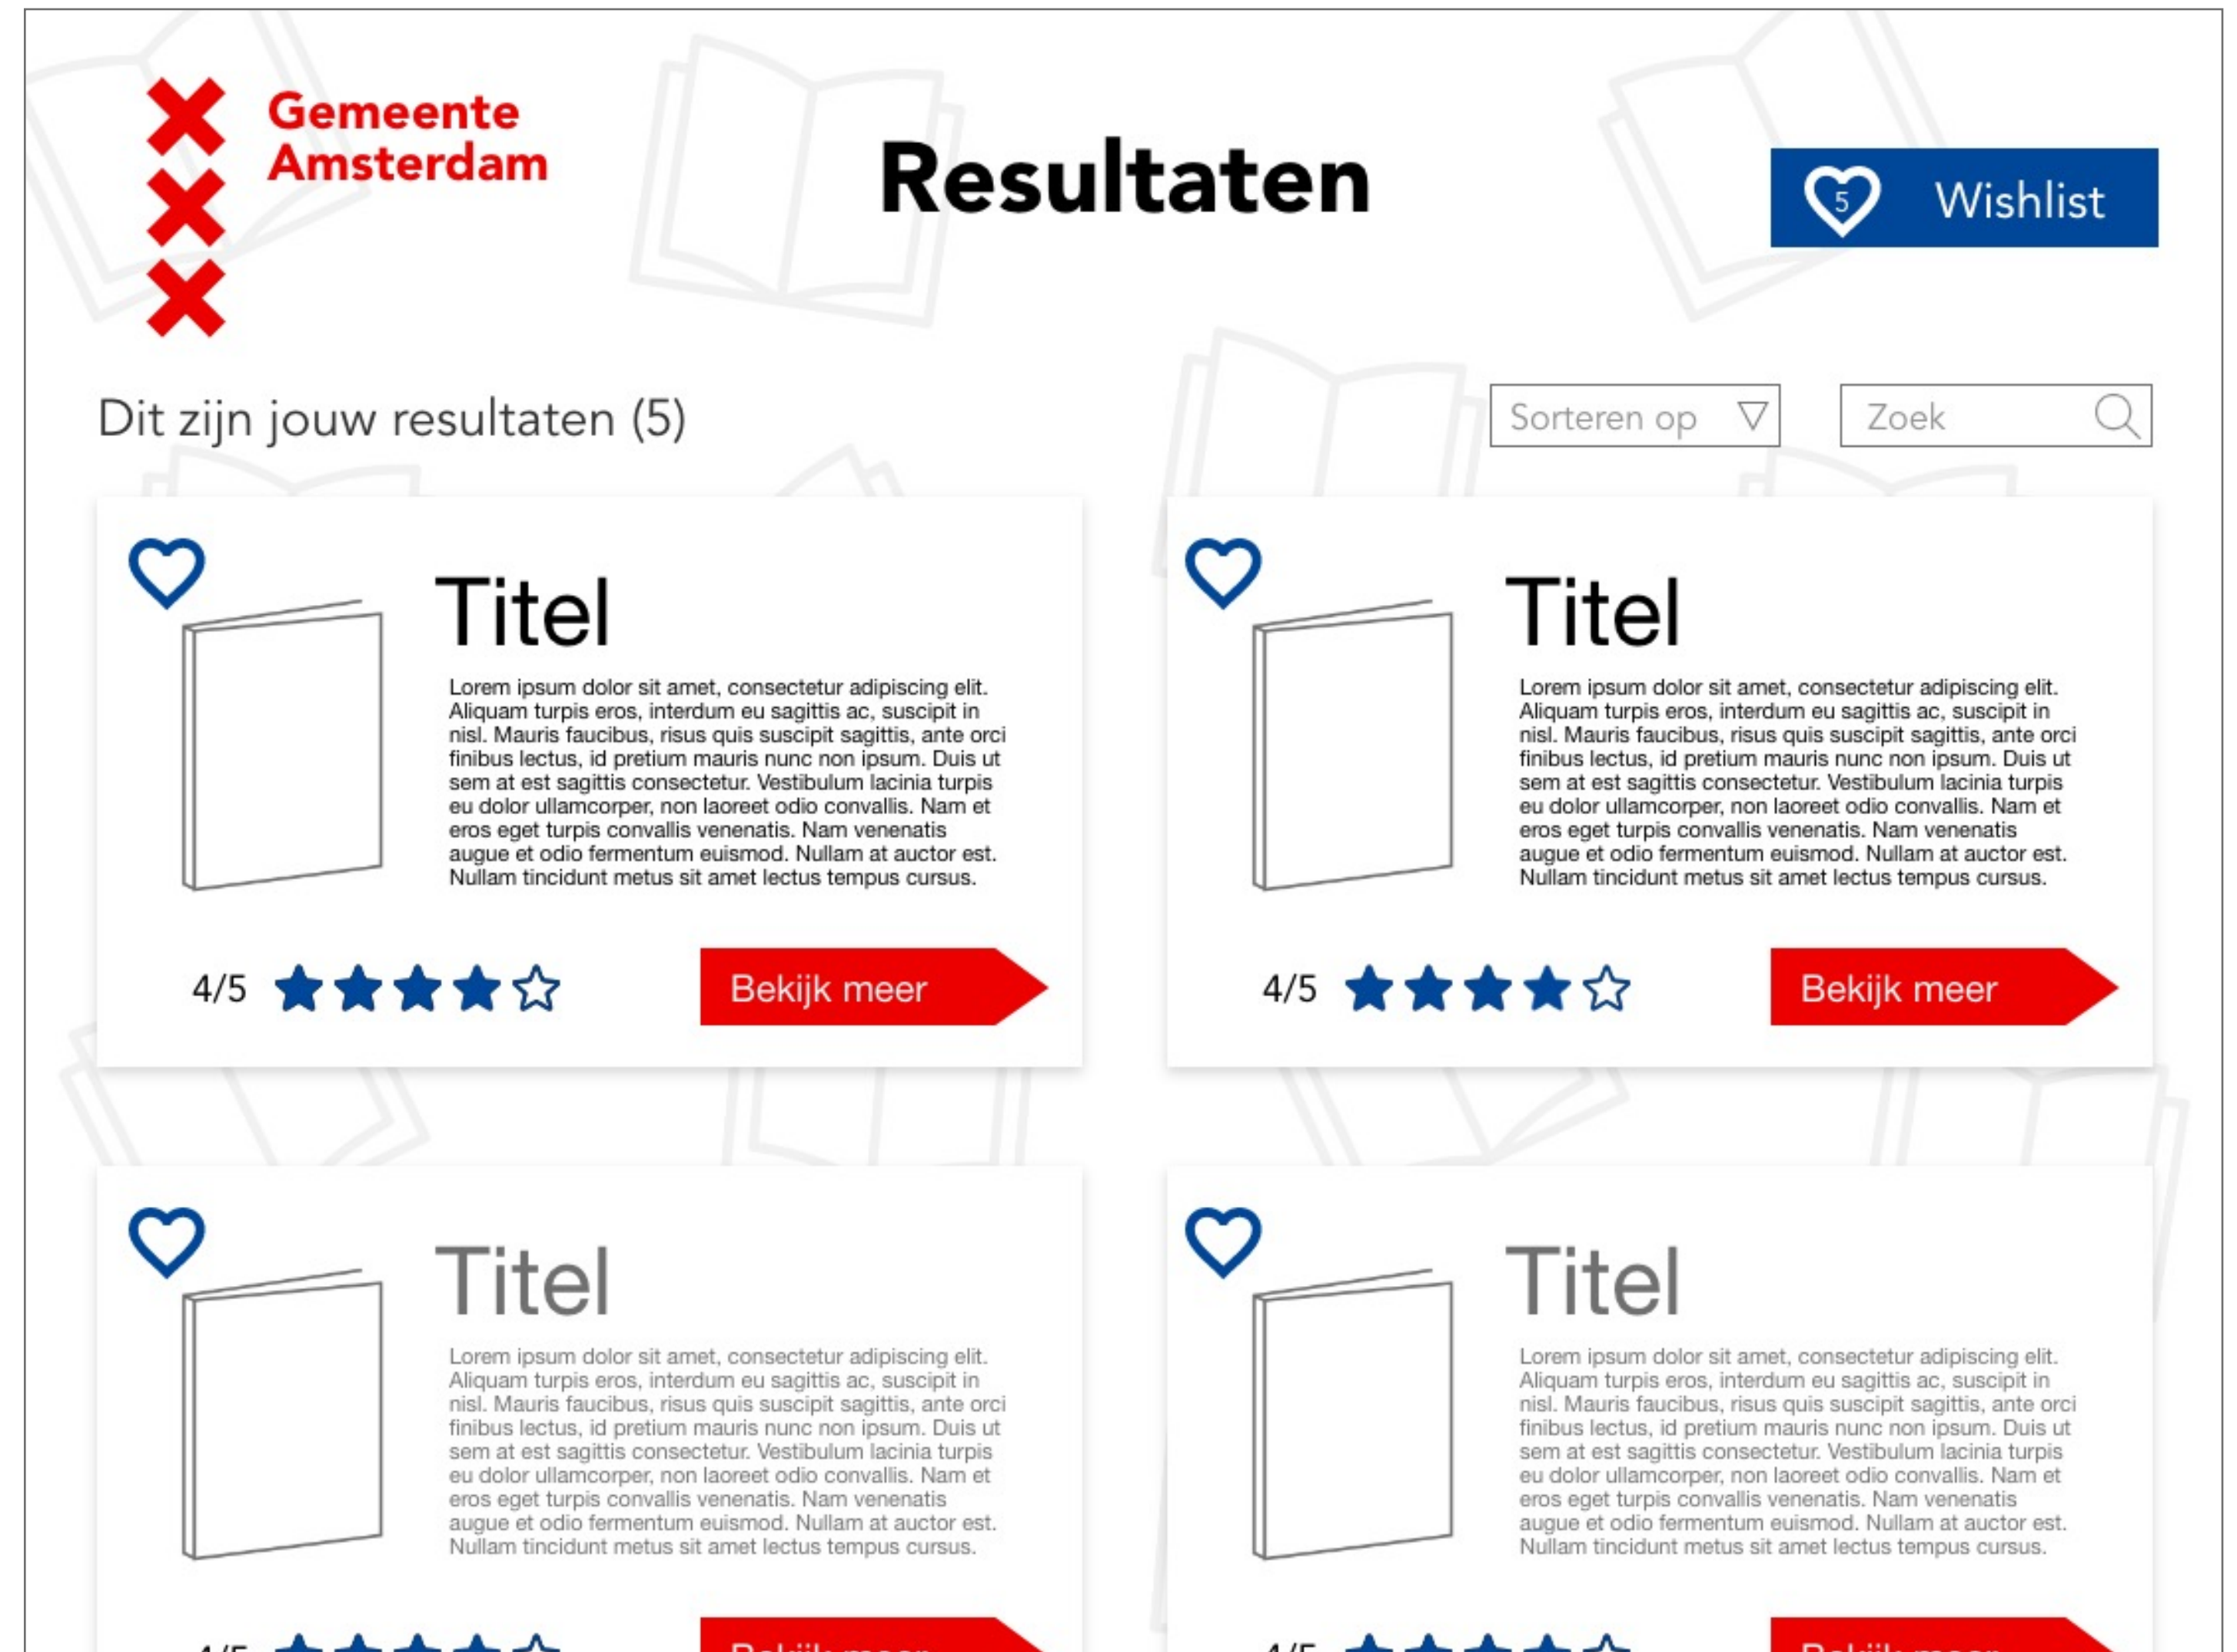 Gemeente
Amsterdam
Resultaten
5 Wishlist
Dit zijn jouw resultaten (5)
Sorteren op
Zoek
Titel
Lorem ipsum dolor sit amet, consectetur adipiscing elit.
Aliquam turpis eros, interdum eu sagittis ac, suscipit in
nisl. Mauris faucibus, risus quis suscipit sagittis, ante orci
finibus lectus, id pretium mauris nunc non ipsum. Duis ut
sem at est sagittis consectetur. Vestibulum lacinia turpis
eu dolor ullamcorper, non laoreet odio convallis. Nam et
eros eget turpis convallis venenatis. Nam venenatis
augue et odio fermentum euismod. Nullam at auctor est.
Nullam tincidunt metus sit amet lectus tempus cursus.
4/5
Bekijk meer
Titel
Lorem ipsum dolor sit amet, consectetur adipiscing elit.
Aliquam turpis eros, interdum eu sagittis ac, suscipit in
nisl. Mauris faucibus, risus quis suscipit sagittis, ante orci
finibus lectus, id pretium mauris nunc non ipsum. Duis ut
sem at est sagittis consectetur. Vestibulum lacinia turpis
eu dolor ullamcorper, non laoreet odio convallis. Nam et
eros eget turpis convallis venenatis. Nam venenatis
augue et odio fermentum euismod. Nullam at auctor est.
Nullam tincidunt metus sit amet lectus tempus cursus.
4/5
Bekijk meer
Titel
Lorem ipsum dolor sit amet, consectetur adipiscing elit.
Aliquam turpis eros, interdum eu sagittis ac, suscipit in
nisl. Mauris faucibus, risus quis suscipit sagittis, ante orci
finibus lectus, id pretium mauris nunc non ipsum. Duis ut
sem at est sagittis consectetur. Vestibulum lacinia turpis
eu dolor ullamcorper, non laoreet odio convallis. Nam et
eros eget turpis convallis venenatis. Nam venenatis
augue et odio fermentum euismod. Nullam at auctor est.
Nullam tincidunt metus sit amet lectus tempus cursus.
4/5
Bekijk meer
Titel
Lorem ipsum dolor sit amet, consectetur adipiscing elit.
Aliquam turpis eros, interdum eu sagittis ac, suscipit in
nisl. Mauris faucibus, risus quis suscipit sagittis, ante orci
finibus lectus, id pretium mauris nunc non ipsum. Duis ut
sem at est sagittis consectetur. Vestibulum lacinia turpis
eu dolor ullamcorper, non laoreet odio convallis. Nam et
eros eget turpis convallis venenatis. Nam venenatis
augue et odio fermentum euismod. Nullam at auctor est.
Nullam tincidunt metus sit amet lectus tempus cursus.
4/5
Bekijk meer